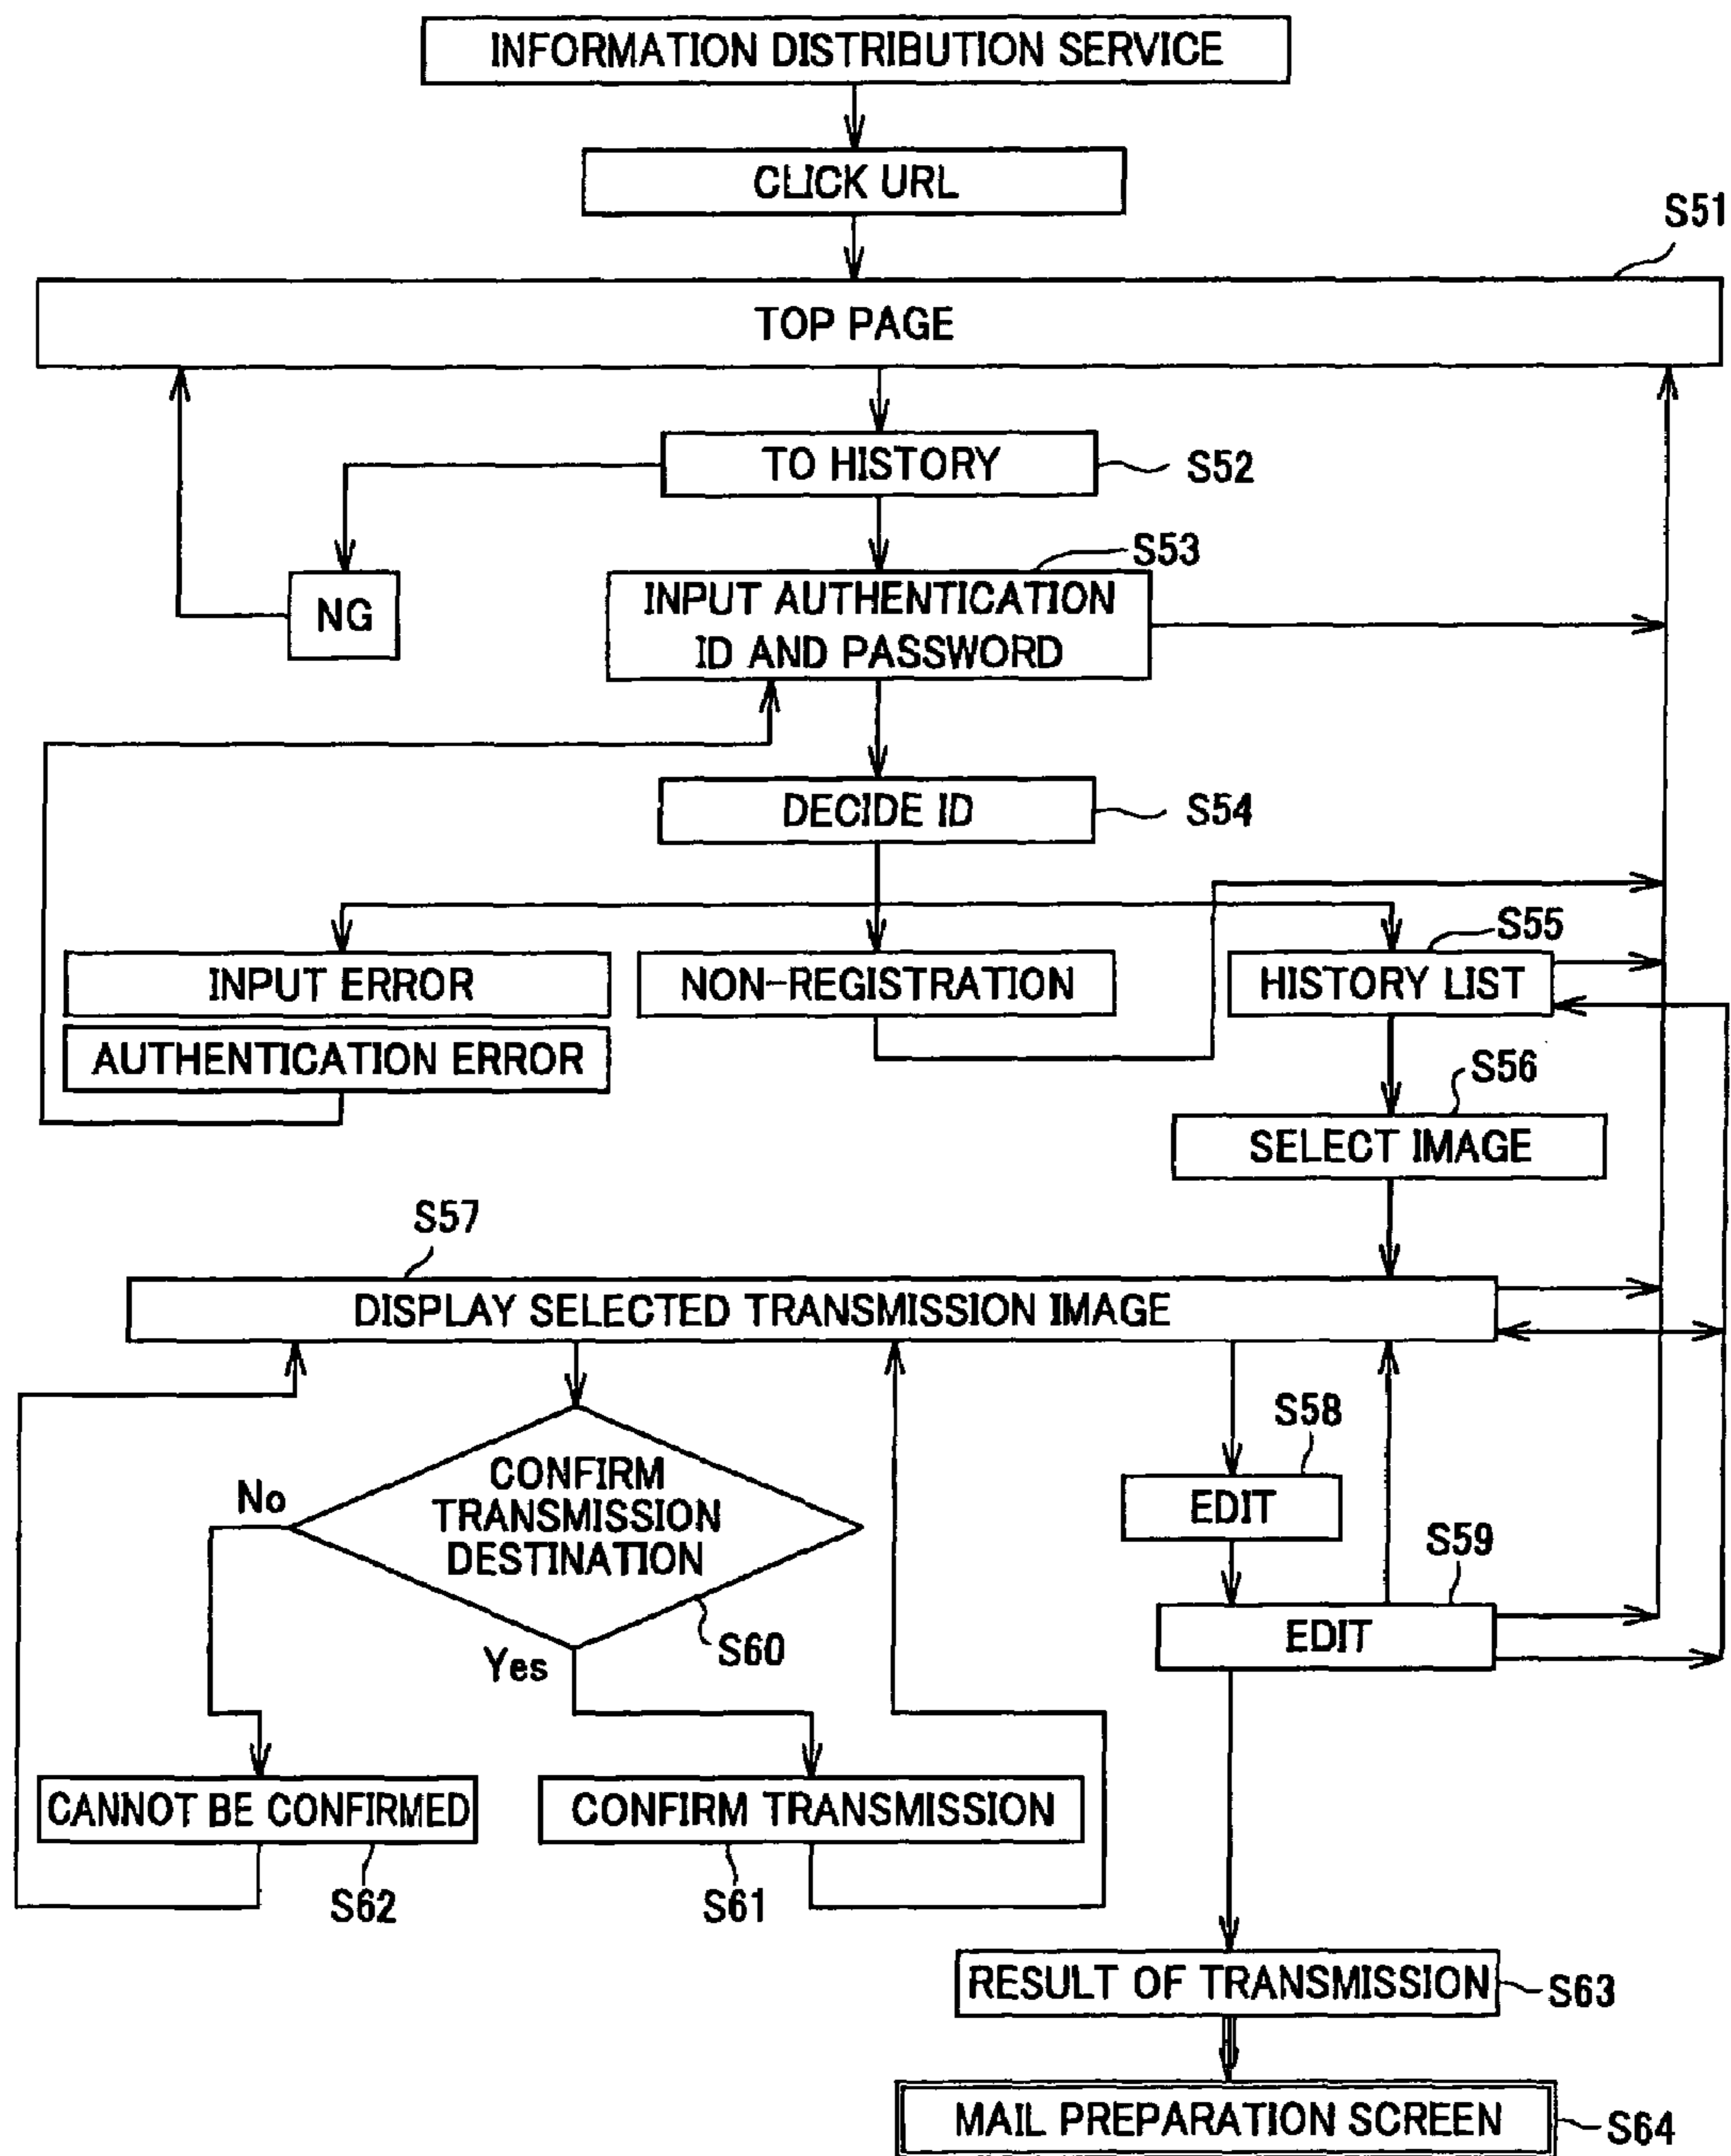 INFORMATION DISTRIBUTION SERVICE
CLICK URL
S51
TOP PAGE
TO HISTORY
S52
S53
NG
INPUT AUTHENTICATION
ID AND PASSWORD
DECIDE ID
S54
S55
INPUT ERROR
NON-REGISTRATION
HISTORY LIST
AUTHENTICATION ERROR
S56
SELECT IMAGE
S57
DISPLAY SELECTED TRANSMISSION IMAGE
S58
No
CONFIRM
TRANSMISSION
DESTINATION
EDIT
S59
S60
Yes
EDIT
CANNOT BE CONFIRMED
CONFIRM TRANSMISSION
S62
S61
RESULT OF TRANSMISSION
S63
MAIL PREPARATION SCREEN
S64